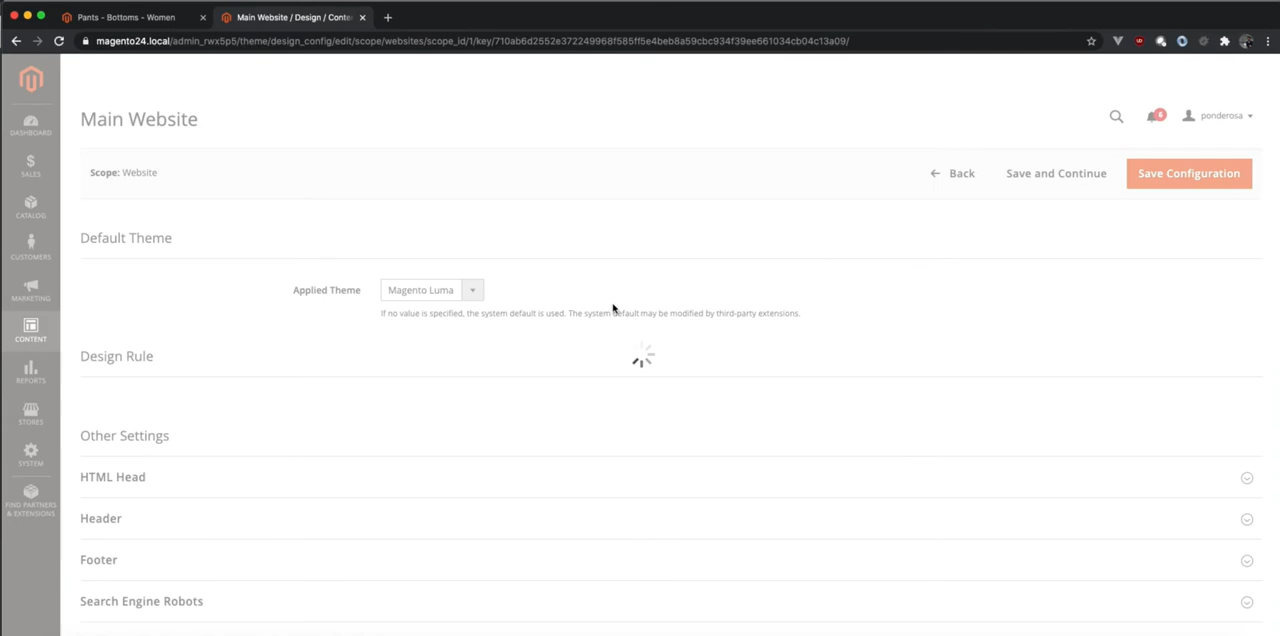 Pants - Bottoms - Women
Main Website / Design / Conte
magento24.local/admin_rwx5p5/theme/design_config/edit/scope/websites/scope_id/1/key/710ab6d2552e372249968f585ff5e4beb8a59cbc934f39ee661034cb04c13a09/
DASHBOARD
SALES
CATALOG
CUSTOMERS
MARKETING
CONTENT
REPORTS
STORES
SYSTEM
FIND PARTNERS
& EXTENSIONS
Main Website
6
ponderosa
Scope: Website
Back
Save and Continue
Save Configuration
Default Theme
Applied Theme
Magento Luma
If no value is specified, the system default is used. The system default may be modified by third-party extensions.
Design Rule
Other Settings
HTML Head
Header
Footer
Search Engine Robots